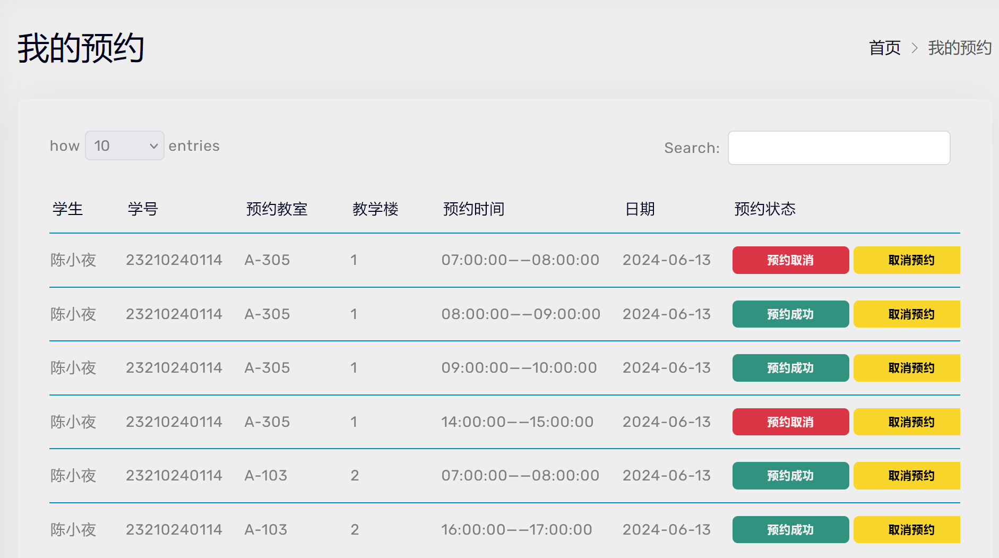 我的预约
首页 > 我的预约
how 10 entries
Search:
学生 学号 预约教室 教学楼 预约时间 日期 预约状态
陈小夜 23210240114 A-305 1 07:00:00——08:00:00 2024-06-13 预约取消 取消预约
陈小夜 23210240114 A-305 1 08:00:00——09:00:00 2024-06-13 预约成功 取消预约
陈小夜 23210240114 A-305 1 09:00:00——10:00:00 2024-06-13 预约成功 取消预约
陈小夜 23210240114 A-305 1 14:00:00——15:00:00 2024-06-13 预约取消 取消预约
陈小夜 23210240114 A-103 2 07:00:00——08:00:00 2024-06-13 预约成功 取消预约
陈小夜 23210240114 A-103 2 16:00:00——17:00:00 2024-06-13 预约成功 取消预约